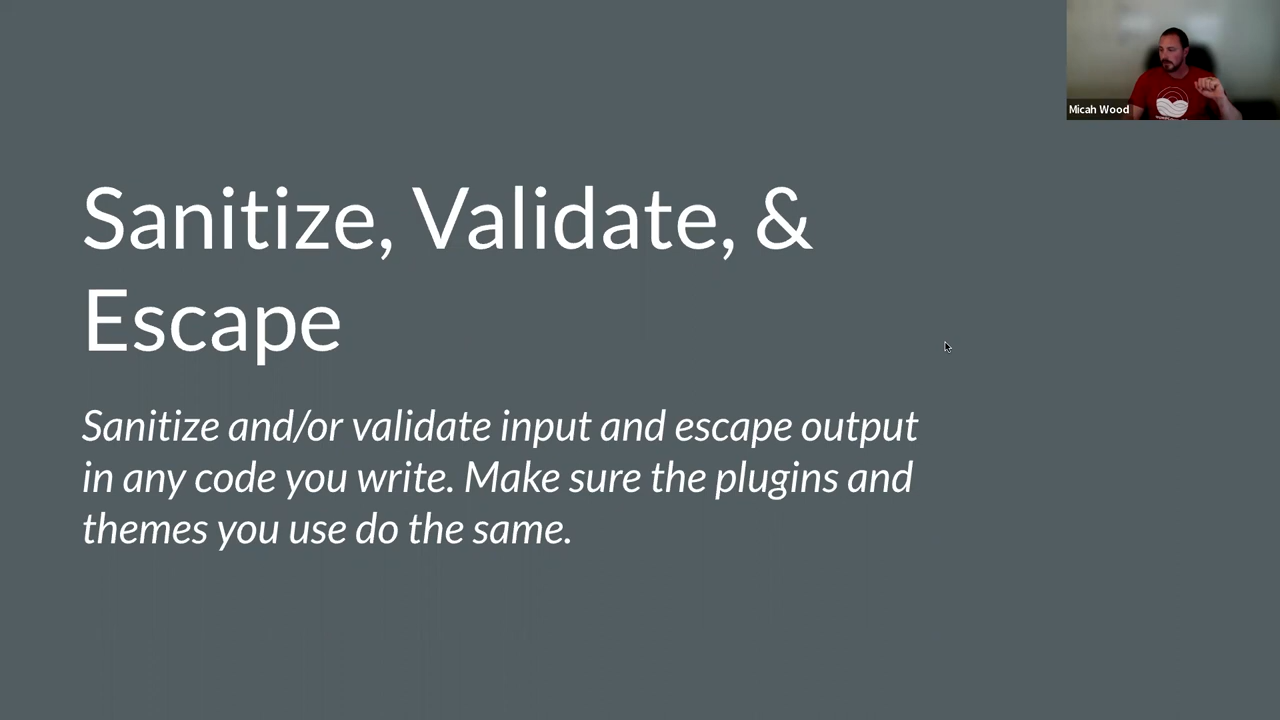 Micah Wood
Sanitize, Validate, &
Escape
Sanitize and/or validate input and escape output
in any code you write. Make sure the plugins and
themes you use do the same.